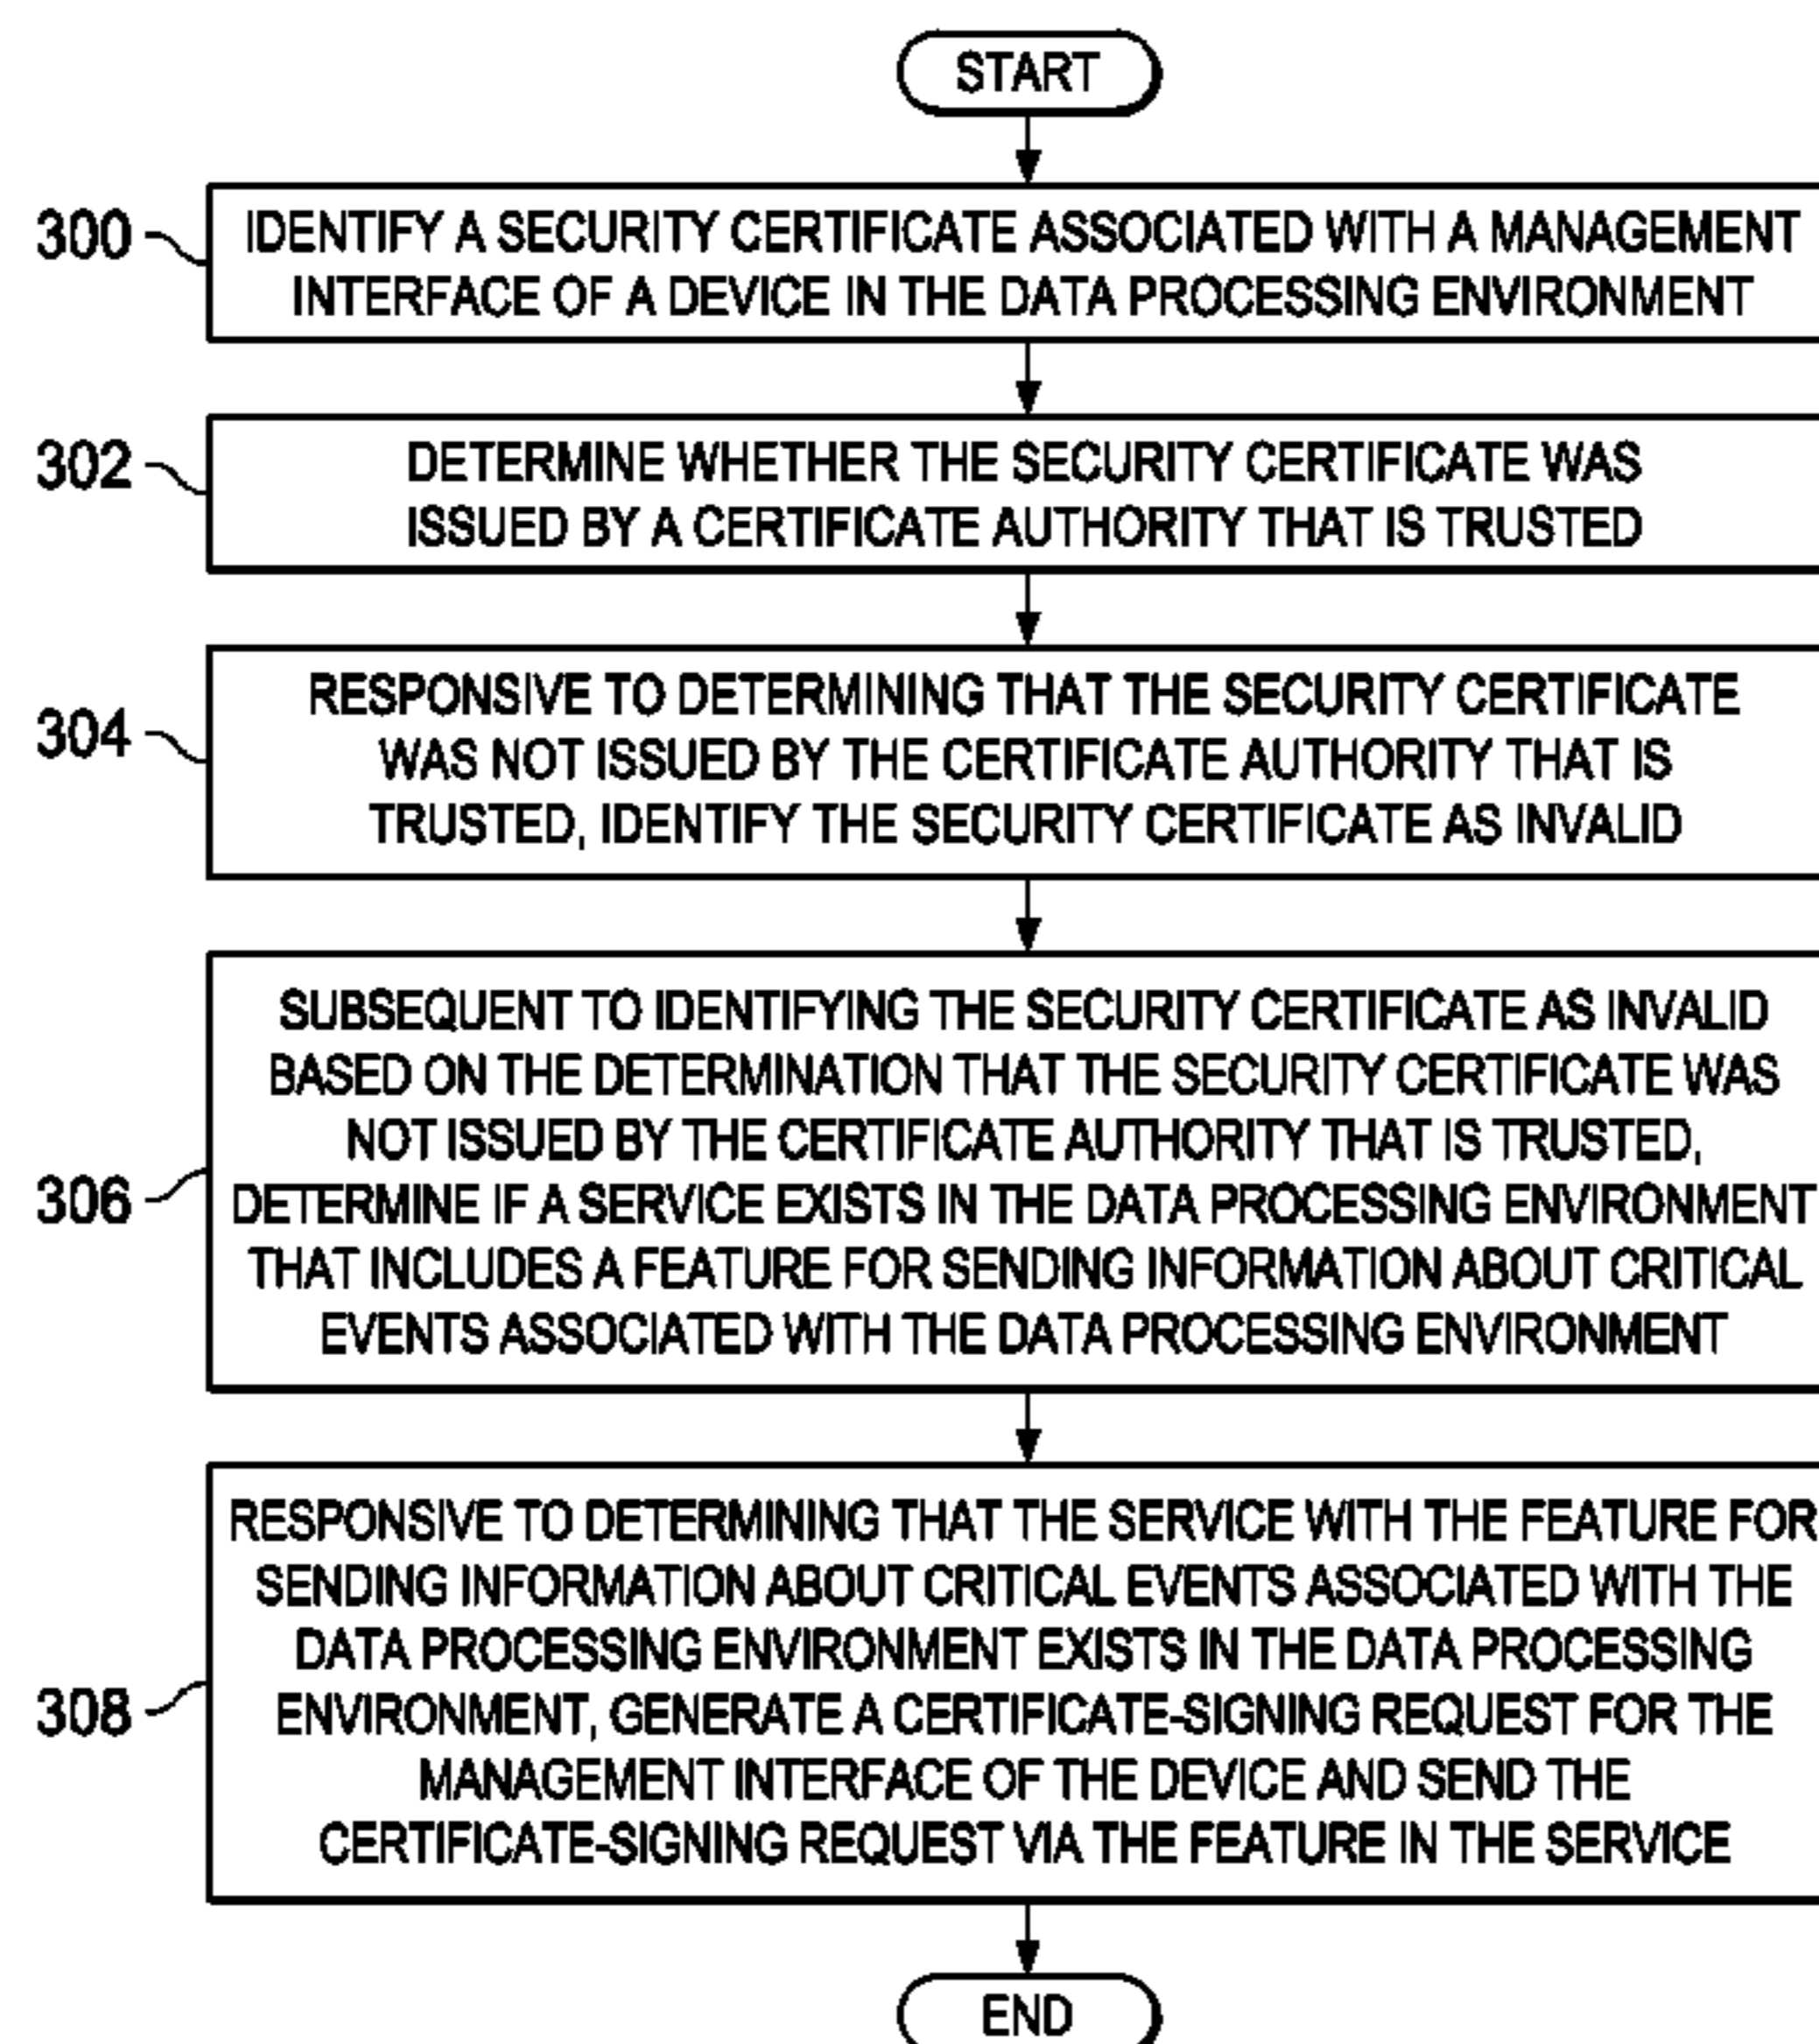 START
300
IDENTIFY A SECURITY CERTIFICATE ASSOCIATED WITH A MANAGEMENT
INTERFACE OF A DEVICE IN THE DATA PROCESSING ENVIRONMENT
302
DETERMINE WHETHER THE SECURITY CERTIFICATE WAS
ISSUED BY A CERTIFICATE AUTHORITY THAT IS TRUSTED
304
RESPONSIVE TO DETERMINING THAT THE SECURITY CERTIFICATE
WAS NOT ISSUED BY THE CERTIFICATE AUTHORITY THAT IS
TRUSTED, IDENTIFY THE SECURITY CERTIFICATE AS INVALID
306
SUBSEQUENT TO IDENTIFYING THE SECURITY CERTIFICATE AS INVALID
BASED ON THE DETERMINATION THAT THE SECURITY CERTIFICATE WAS
NOT ISSUED BY THE CERTIFICATE AUTHORITY THAT IS TRUSTED,
DETERMINE IF A SERVICE EXISTS IN THE DATA PROCESSING ENVIRONMENT
THAT INCLUDES A FEATURE FOR SENDING INFORMATION ABOUT CRITICAL
EVENTS ASSOCIATED WITH THE DATA PROCESSING ENVIRONMENT
308
RESPONSIVE TO DETERMINING THAT THE SERVICE WITH THE FEATURE FOR
SENDING INFORMATION ABOUT CRITICAL EVENTS ASSOCIATED WITH THE
DATA PROCESSING ENVIRONMENT EXISTS IN THE DATA PROCESSING
ENVIRONMENT, GENERATE A CERTIFICATE-SIGNING REQUEST FOR THE
MANAGEMENT INTERFACE OF THE DEVICE AND SEND THE
CERTIFICATE-SIGNING REQUEST VIA THE FEATURE IN THE SERVICE
END